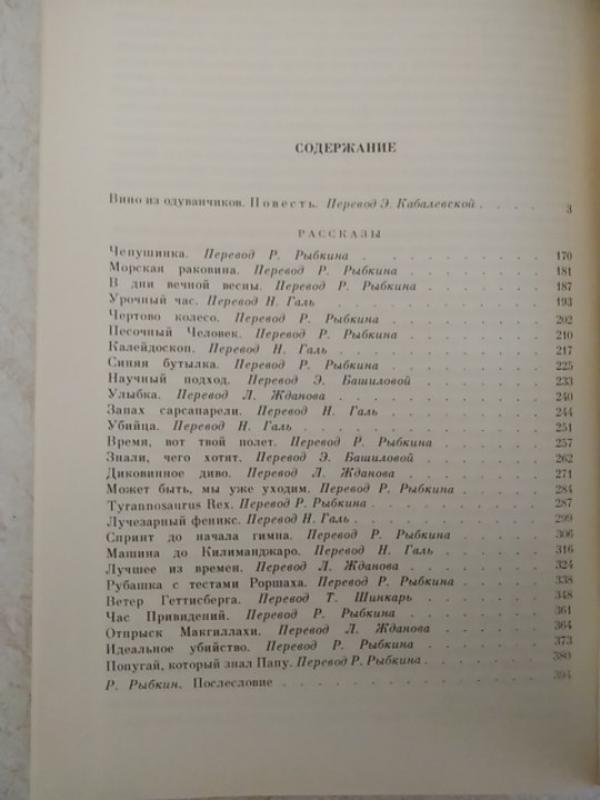 СОДЕРЖАНИЕ
Вино из одуванчиков. Повесть. Перевод Э. Кабалевской . . . . 3
РАССКАЗЫ
Чепушинка. Перевод Р. Рыбкина . . . . 170
Морская раковина. Перевод Р. Рыбкина . . . . 181
В дни вечной весны. Перевод Р. Рыбкина . . . . 187
Урочный час. Перевод Н. Галь . . . . 193
Чертово колесо. Перевод Р. Рыбкина . . . . 202
Песочный Человек. Перевод Р. Рыбкина . . . . 210
Калейдоскоп. Перевод Н. Галь . . . . 217
Синяя бутылка. Перевод Р. Рыбкина . . . . 225
Научный подход. Перевод Э. Башиловой . . . . 233
Улыбка. Перевод Л. Жданова . . . . 240
Запах сарсапарели. Перевод Н. Галь . . . . 244
Убийца. Перевод Н. Галь . . . . 251
Время, вот твой полет. Перевод Р. Рыбкина . . . . 257
Знали, чего хотят. Перевод Э. Башиловой . . . . 262
Диковинное диво. Перевод Л. Жданова . . . . 271
Может быть, мы уже уходим. Перевод Р. Рыбкина . . . . 284
Tyrannosaurus Rex. Перевод Р. Рыбкина . . . . 287
Лучезарный феникс. Перевод Н. Галь . . . . 299
Спринт до начала гимна. Перевод Р. Рыбкина . . . . 306
Машина до Килиманджаро. Перевод Н. Галь . . . . 316
Лучшее из времен. Перевод Л. Жданова . . . . 324
Рубашка с тестами Роршаха. Перевод Р. Рыбкина . . . . 338
Ветер Геттисберга. Перевод Т. Шинкарь . . . . 348
Час Привидений. Перевод Р. Рыбкина . . . . 361
Отпрыск Макгиллахи. Перевод Л. Жданова . . . . 364
Идеальное убийство. Перевод Р. Рыбкина . . . . 373
Попугай, который знал Папу. Перевод Р. Рыбкина . . . . 380
Р. Рыбкин. Послесловие . . . . 394